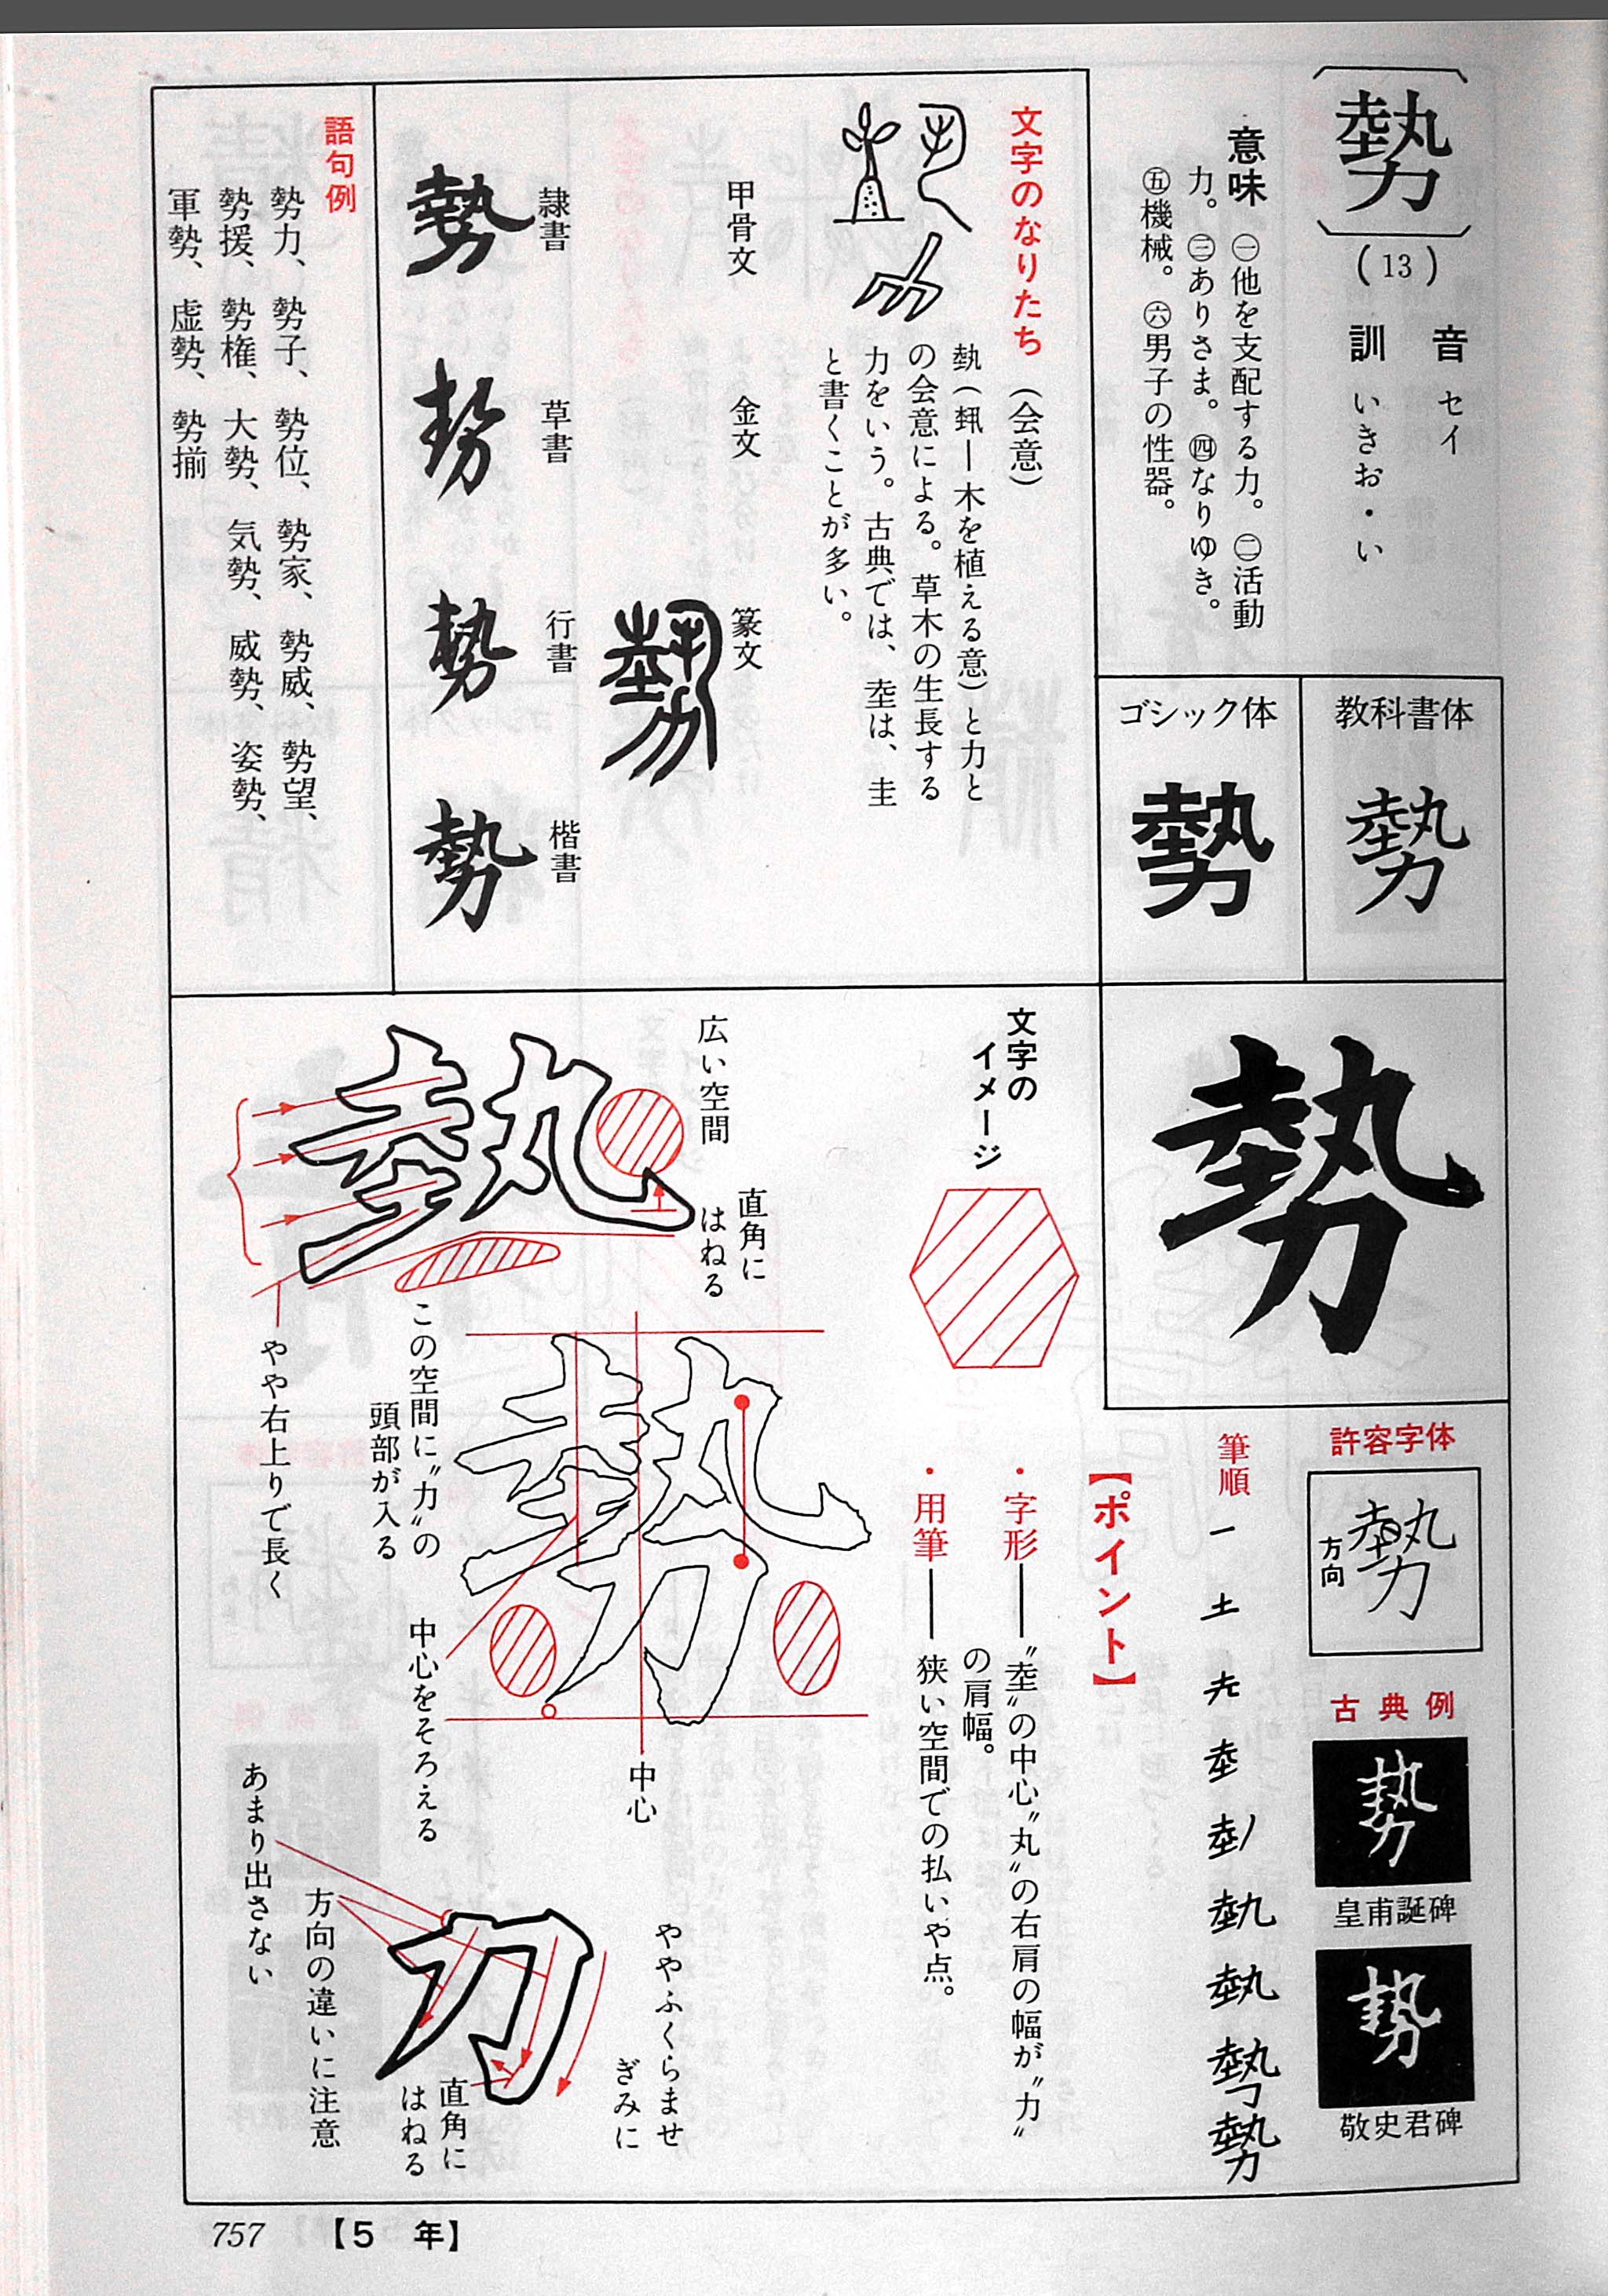 勢
(13)
音 セイ
訓 いきお・い
意味 ㊀他を支配する力。㊁活動
力。㊂ありさま。㊃なりゆき。
㊄機械。㊅男子の性器。
教科書体
勢
ゴシック体
勢
文字のなりたち (会意)
埶(𡎐―木を植える意)と力と
の会意による。草木の生長する
力をいう。古典では、坴は、圭
と書くことが多い。
甲骨文 金文 篆文
勢
隷書 草書 行書 楷書
勢 勢 勢 勢
語句例
勢力、勢子、勢位、勢家、勢威、勢望、
勢援、勢権、大勢、気勢、威勢、姿勢、
軍勢、虚勢、勢揃
勢
許容字体
勢
方向
古典例
勢
皇甫誕碑
勢
敬史君碑
筆順
【ポイント】
・字形――〝坴〟の中心〝丸〟の右肩の幅が〝力〟
の肩幅。
・用筆――狭い空間での払いや点。
文字の
イメージ
広い空間
直角に
はねる
この空間に〝力〟の
頭部が入る
やや右上りで長く
中心をそろえる
中心
ややふくらませ
ぎみに
直角に
はねる
方向の違いに注意
あまり出さない
757 【5 年】